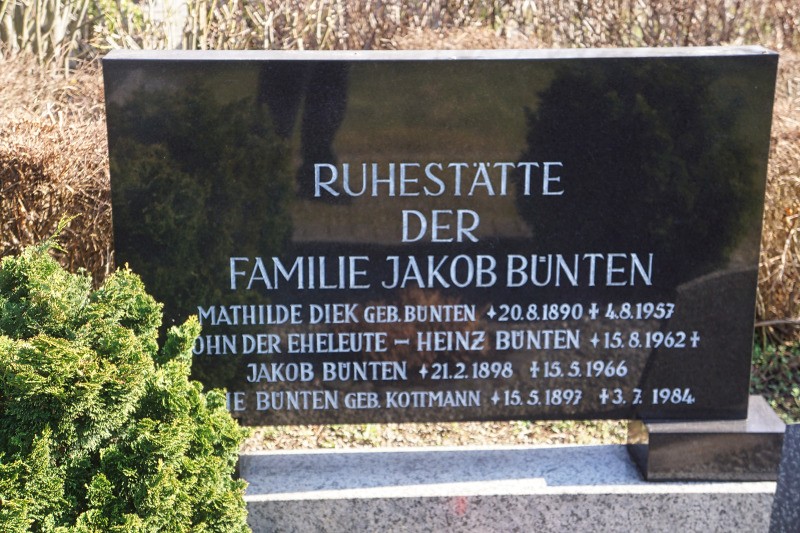 RUHESTÄTTE
DER
FAMILIE JAKOB BÜNTEN
MATHILDE DIEK GEB. BÜNTEN * 20.8.1890 ✝ 4.8.1957
DER EHELEUTE – HEINZ BÜNTEN * 15.8.1962 ✝
JAKOB BÜNTEN * 21.2.1898 ✝ 15.5.1966
BÜNTEN GEB. KOTTMANN * 15.5.1897 ✝ 3.7.1984